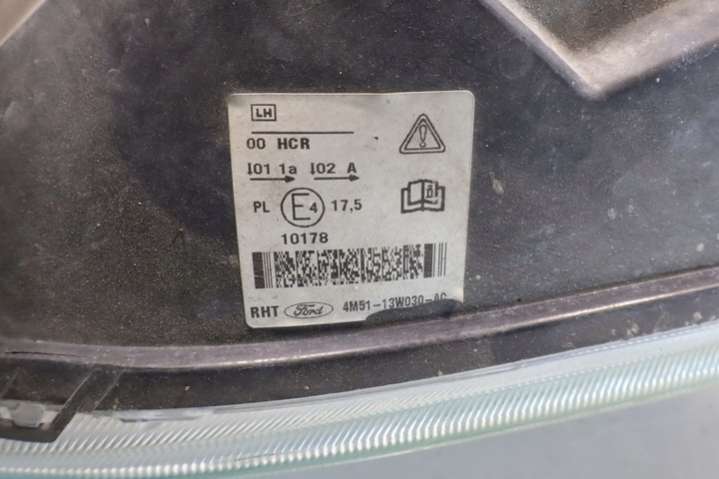 LH
00 HCR
I01 1a I02 A
PL E4 17,5
10178
RHT Ford 4M51-13W030-AC